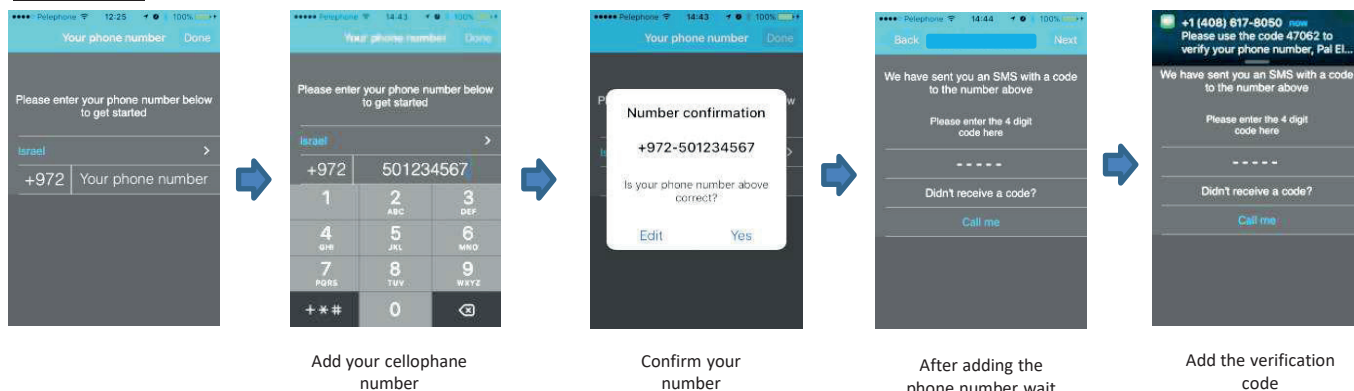 Pelephone 12:25 100%
Your phone number Done
Please enter your phone number below
to get started
Israel
+972 Your phone number
Pelephone 14:43 100%
Your phone number Done
Please enter your phone number below
to get started
Israel
+972 501234567
1 2 3
ABC DEF
4 5 6
GHI JKL MNO
7 8 9
PQRS TUV WXYZ
+*# 0
Add your cellophane
number
Pelephone 14:43 100%
Your phone number Done
Number confirmation
+972-501234567
Is your phone number above
correct?
Edit Yes
Confirm your
number
Pelephone 14:44 100%
Back Next
We have sent you an SMS with a code
to the number above
Please enter the 4 digit
code here
- - - - -
Didn't receive a code?
Call me
After adding the
phone number wait
+1 (408) 617-8050 now
Please use the code 47062 to
verify your phone number, Pal El...
We have sent you an SMS with a code
to the number above
Please enter the 4 digit
code here
- - - - -
Didn't receive a code?
Call me
Add the verification
code